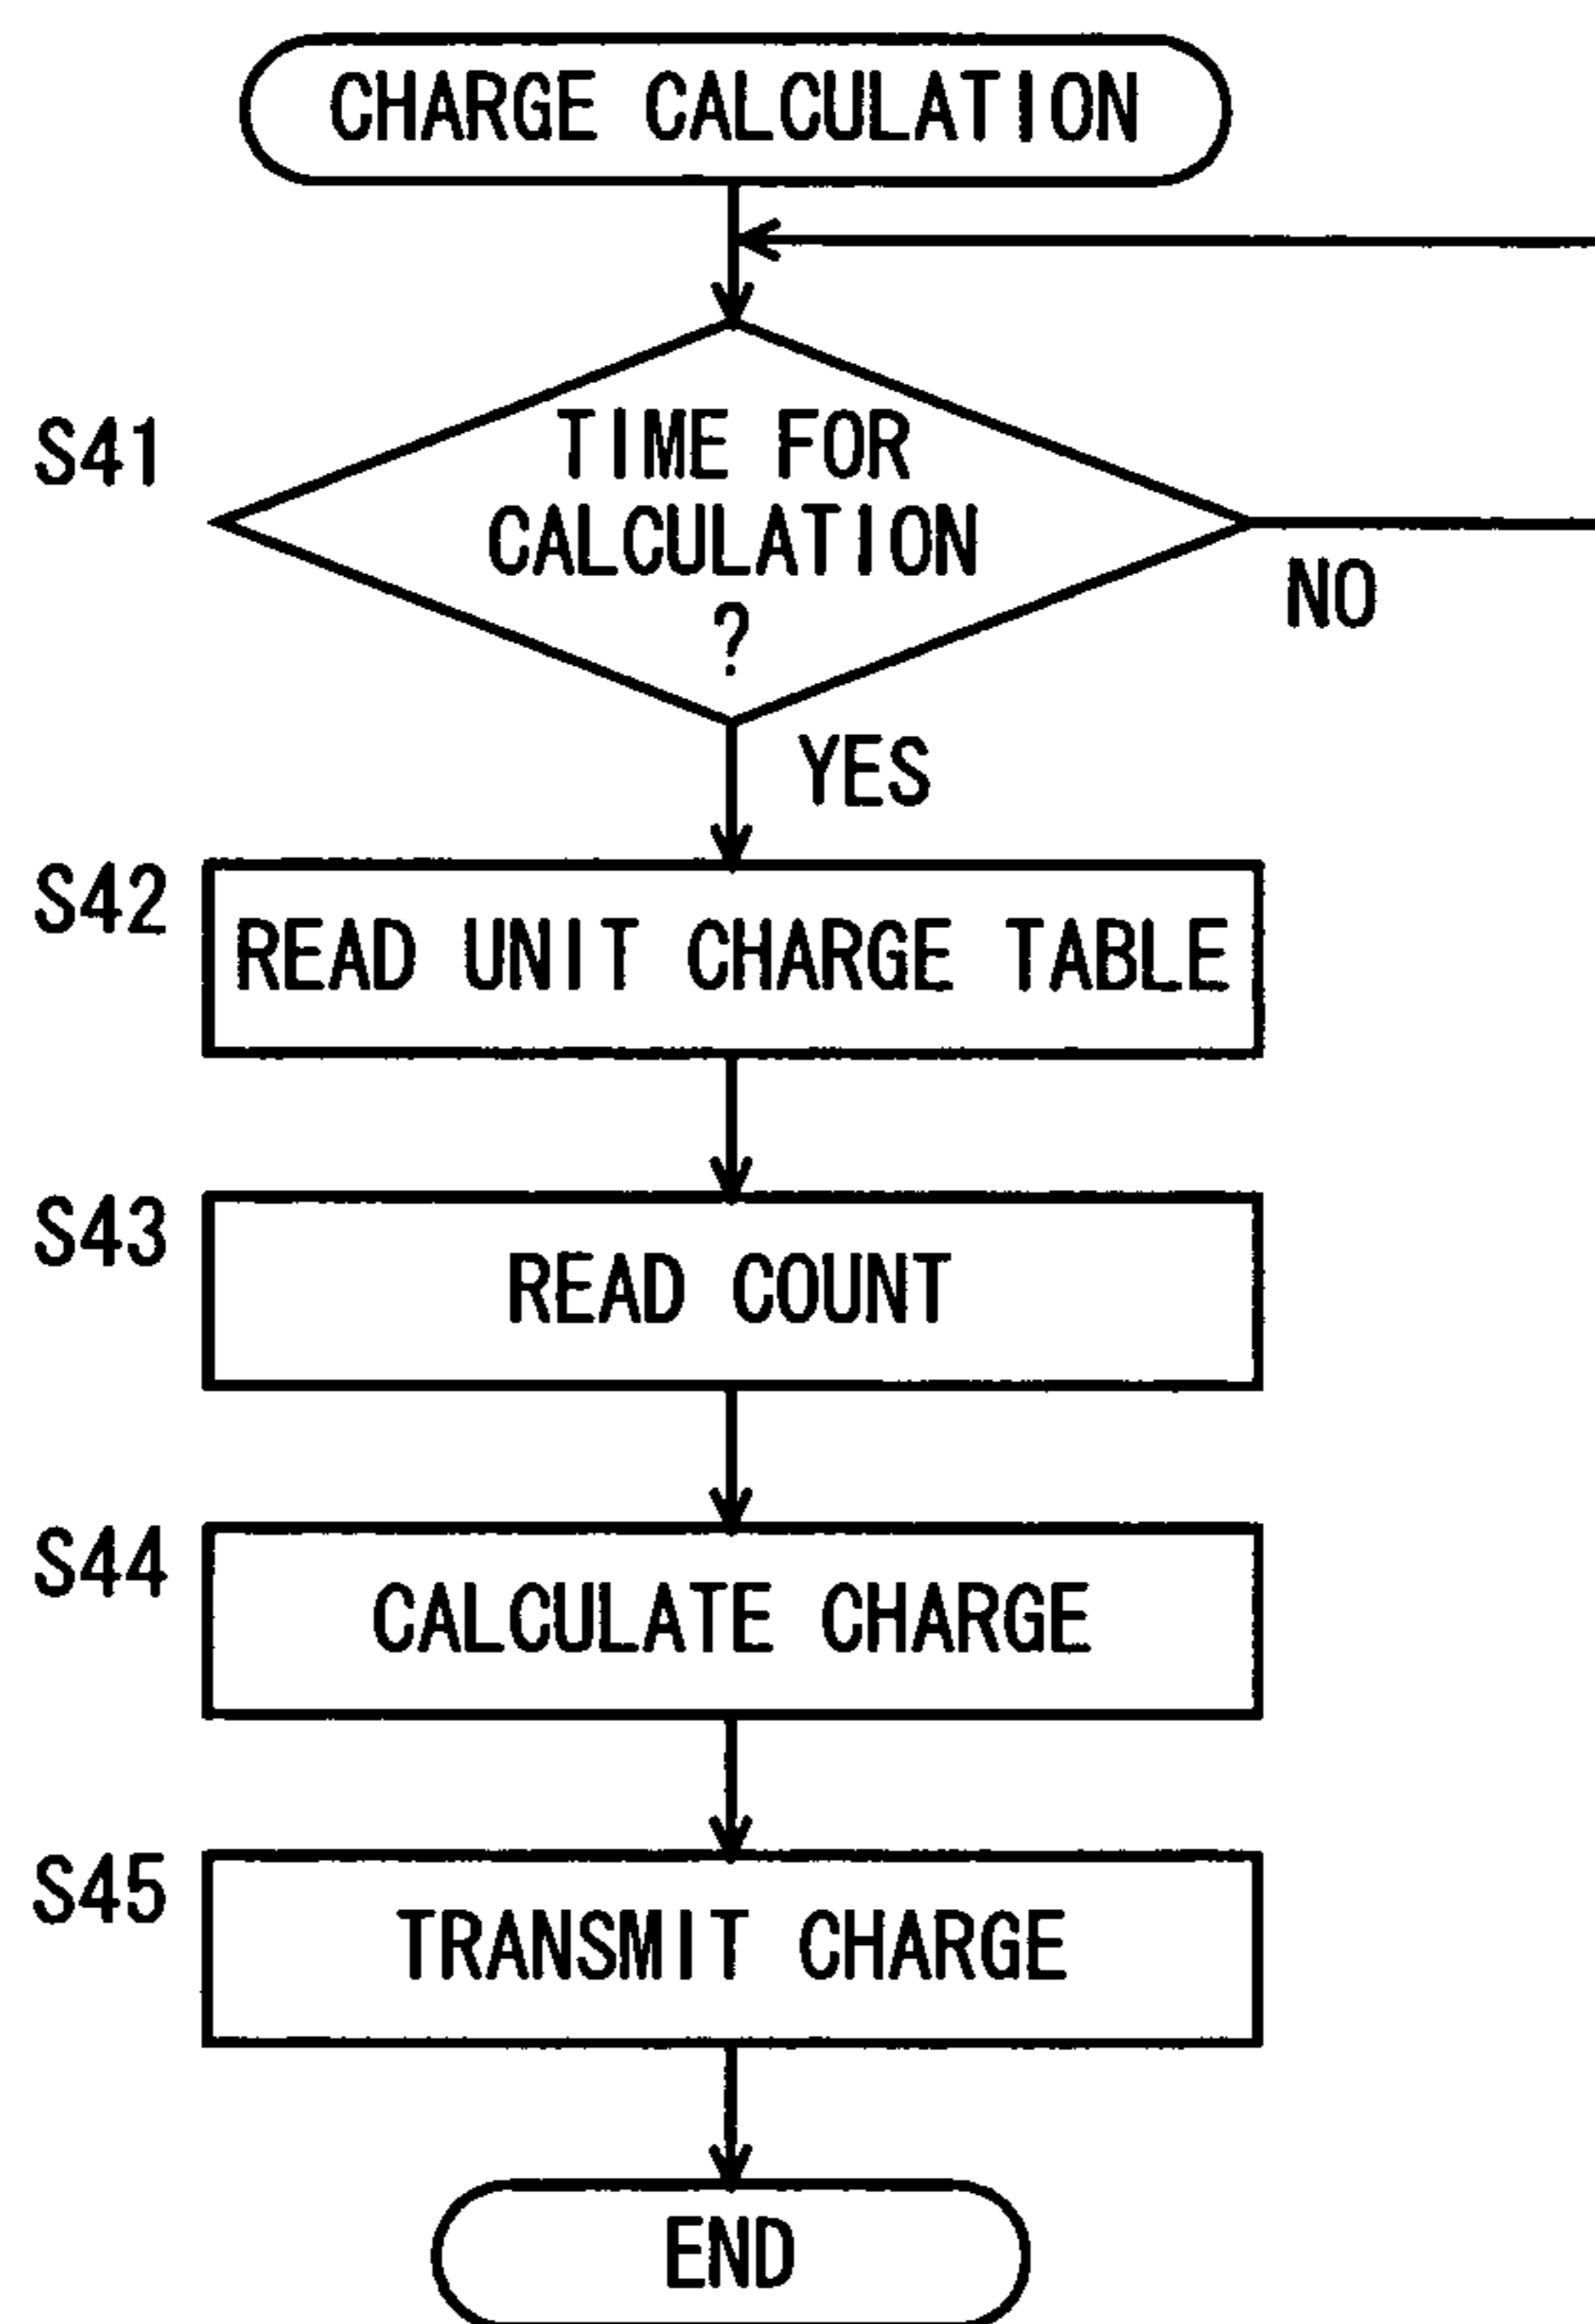 CHARGE CALCULATION
S41
TIME FOR
CALCULATION
?
NO
YES
S42
READ UNIT CHARGE TABLE
S43
READ COUNT
S44
CALCULATE CHARGE
S45
TRANSMIT CHARGE
END